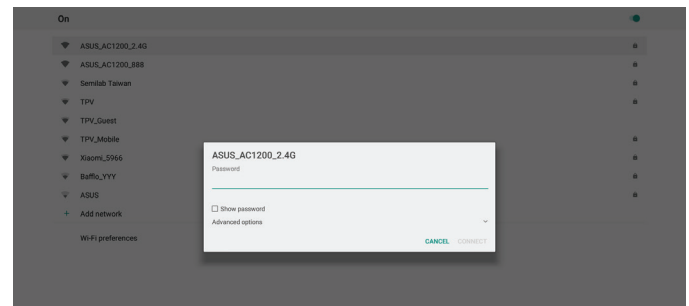 On
ASUS_AC1200_2.4G
ASUS_AC1200_888
Semilab Taiwan
TPV
TPV_Guest
TPV_Mobile
Xiaomi_5966
Baffio_YYY
ASUS
Add network
Wi-Fi preferences
ASUS_AC1200_2.4G
Password
Show password
Advanced options
CANCEL CONNECT